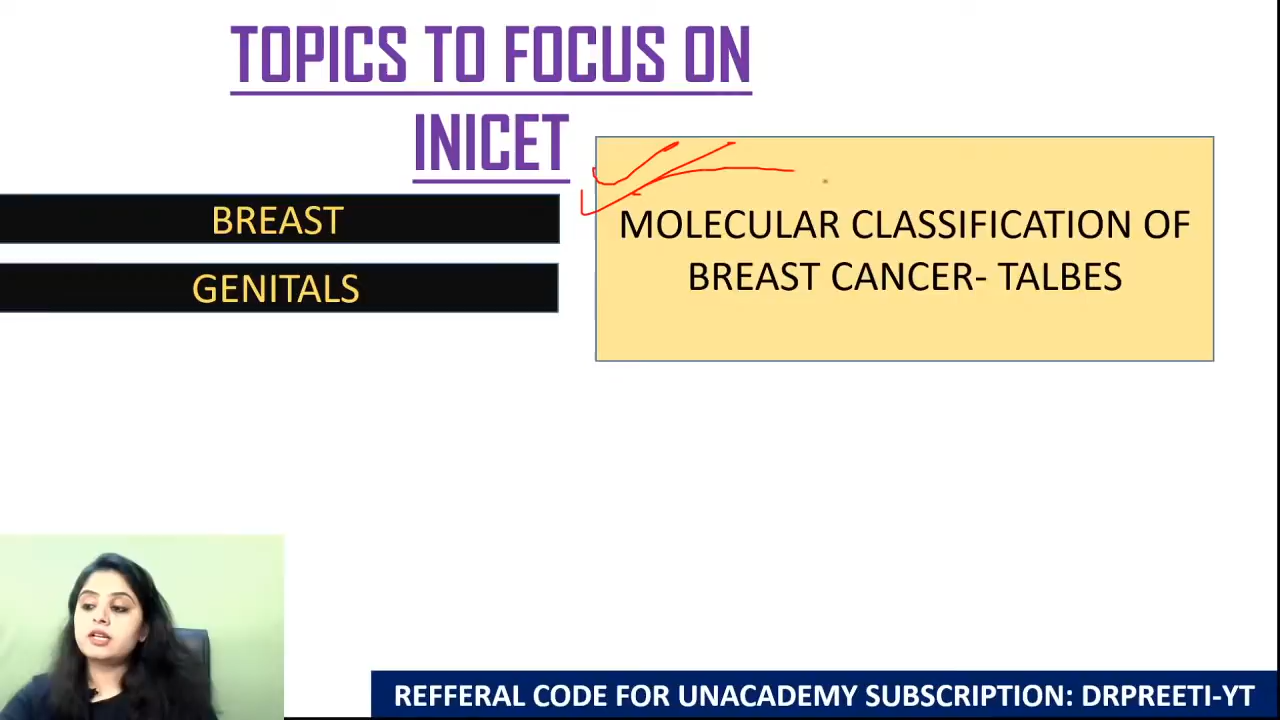 TOPICS TO FOCUS ON
INICET
BREAST
GENITALS
MOLECULAR CLASSIFICATION OF
BREAST CANCER- TALBES
REFFERAL CODE FOR UNACADEMY SUBSCRIPTION: DRPREETI-YT